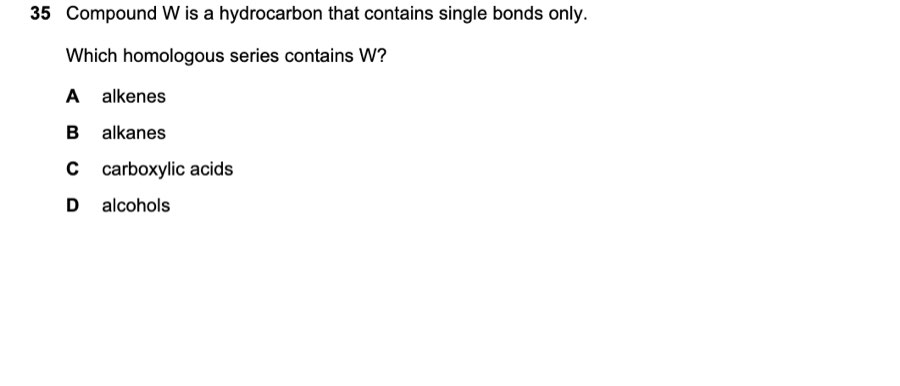 35 Compound W is a hydrocarbon that contains single bonds only.
Which homologous series contains W?
A alkenes
B alkanes
C carboxylic acids
D alcohols